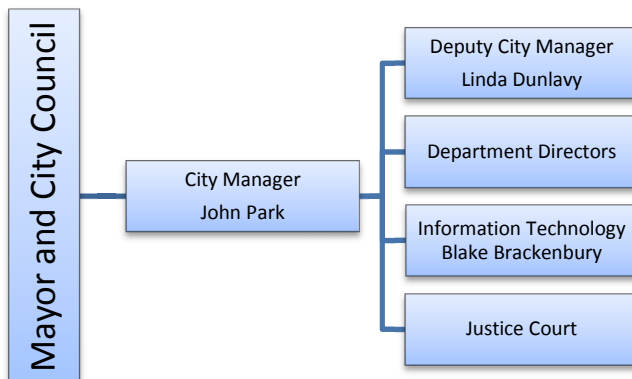 Mayor and City Council
City Manager
John Park
Deputy City Manager
Linda Dunlavy
Department Directors
Information Technology
Blake Brackenbury
Justice Court